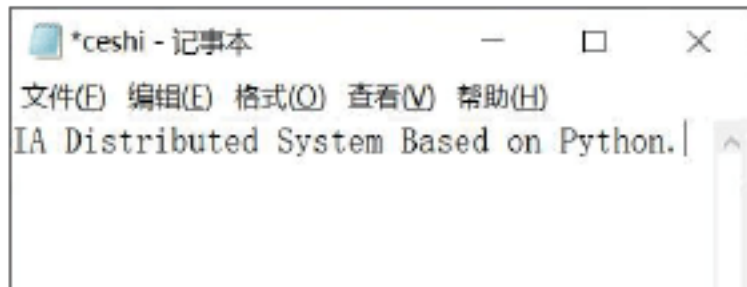 *ceshi - 记事本
文件(F) 编辑(E) 格式(O) 查看(V) 帮助(H)
IA Distributed System Based on Python.